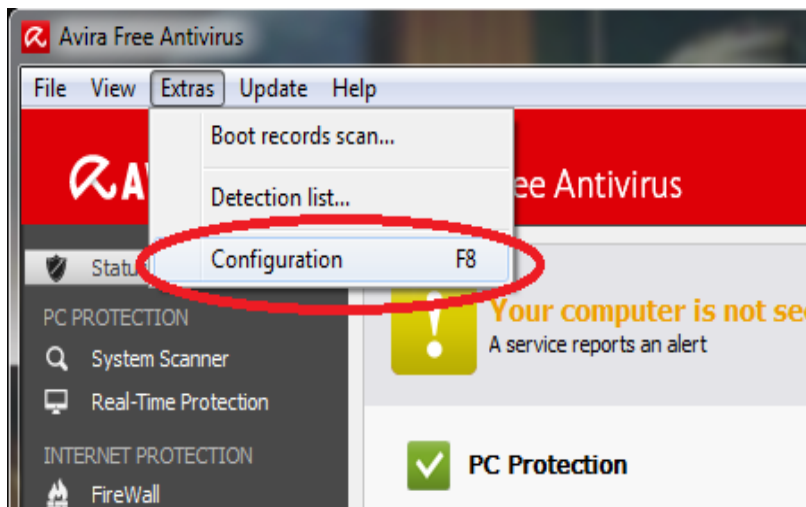 Avira Free Antivirus
File View Extras Update Help
Boot records scan...
Detection list...
Configuration F8
ee Antivirus
Status
Your computer is not se
A service reports an alert
PC PROTECTION
System Scanner
Real-Time Protection
PC Protection
INTERNET PROTECTION
FireWall